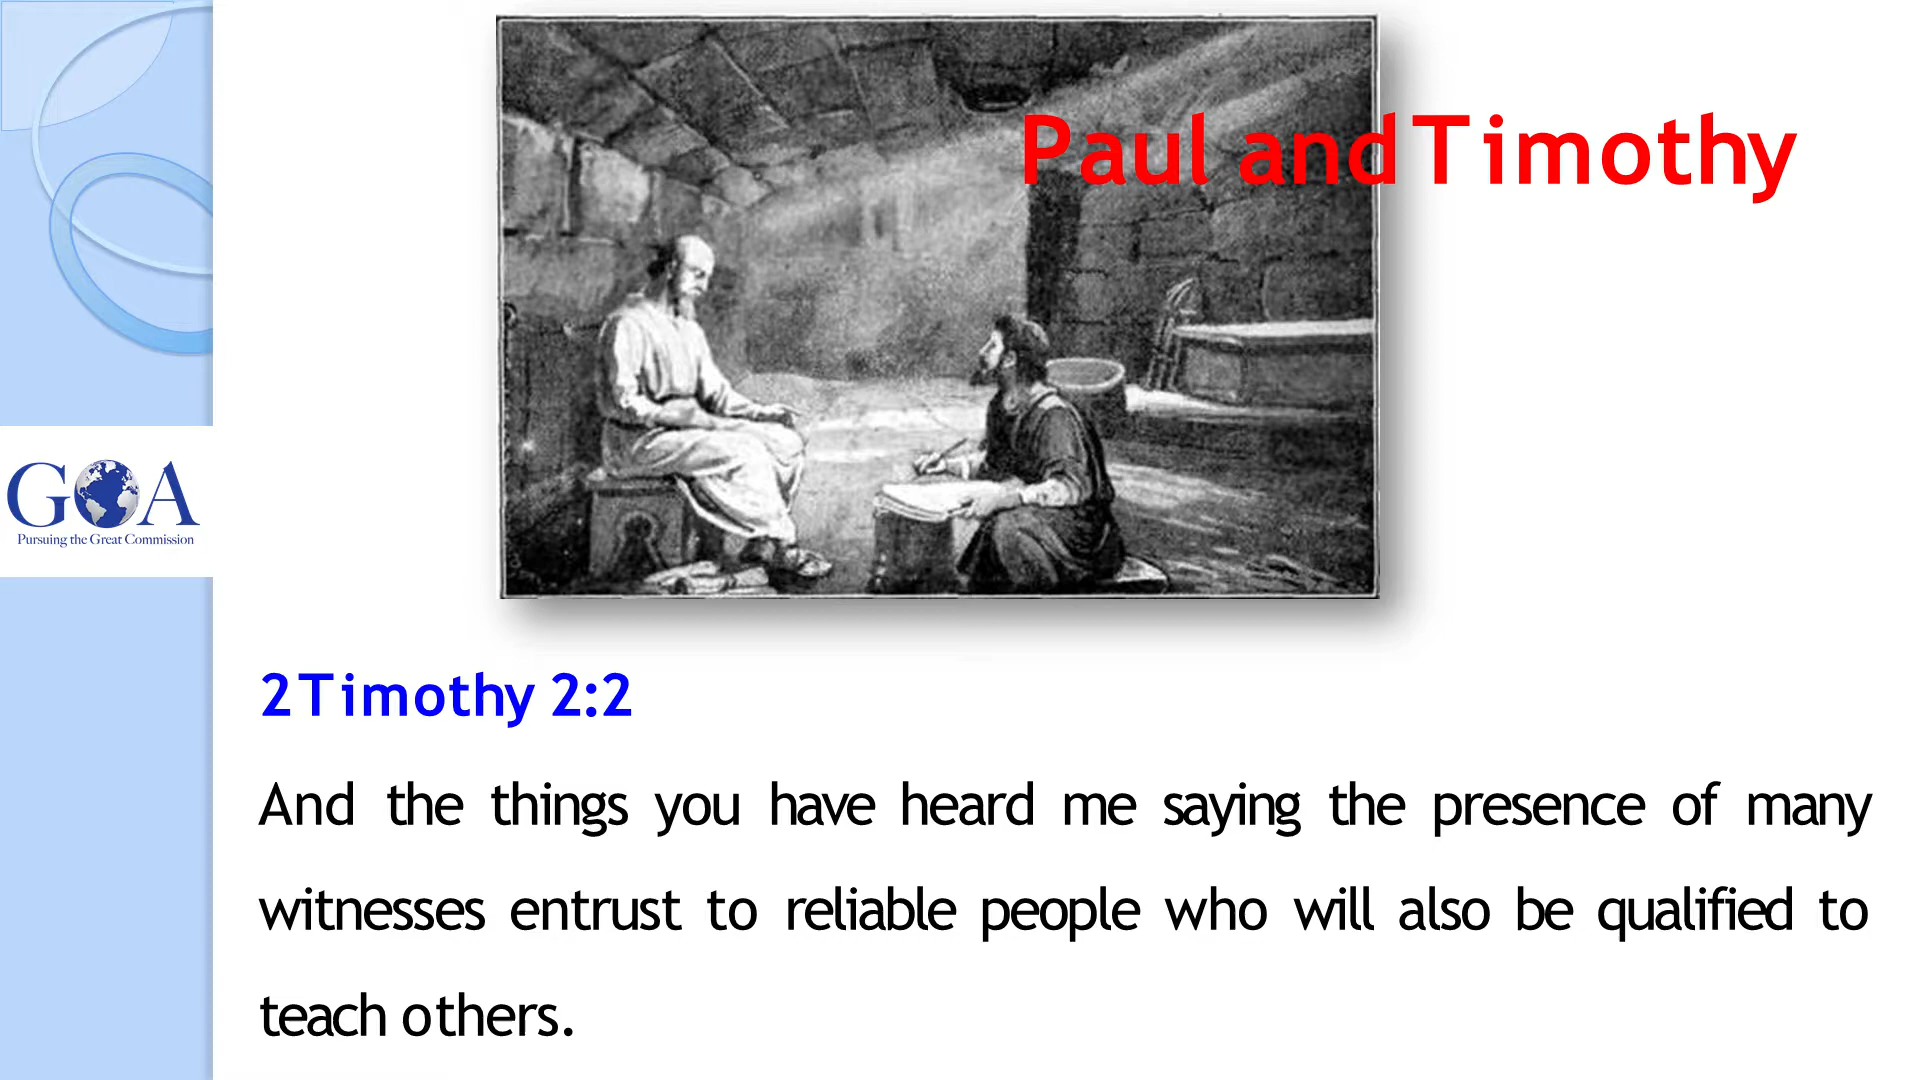 Paul and Timothy
GOA
Pursuing the Great Commission
2 Timothy 2:2
And the things you have heard me saying the presence of many
witnesses entrust to reliable people who will also be qualified to
teach others.